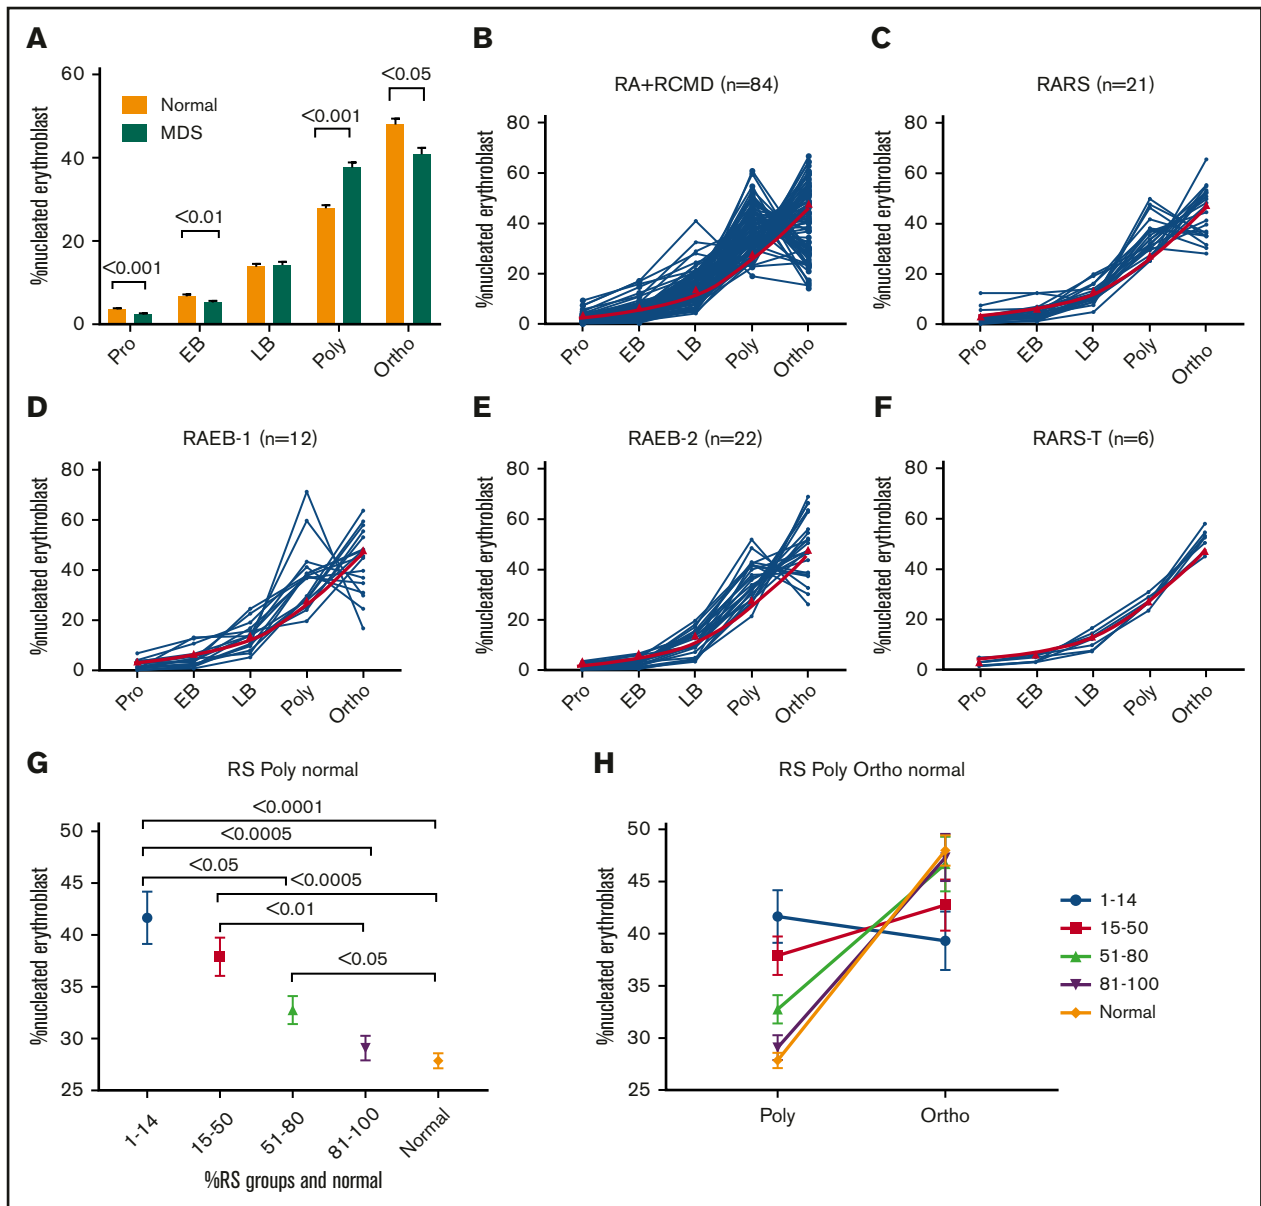 A
%nucleated erythroblast
60
40
20
0
Normal
MDS
<0.001
<0.01
<0.001
<0.05
Pro
EB
LB
Poly
Ortho
B
RA+RCMD (n=84)
%nucleated erythroblast
80
60
40
20
0
Pro
EB
LB
Poly
Ortho
C
RARS (n=21)
%nucleated erythroblast
80
60
40
20
0
Pro
EB
LB
Poly
Ortho
D
RAEB-1 (n=12)
%nucleated erythroblast
80
60
40
20
0
Pro
EB
LB
Poly
Ortho
E
RAEB-2 (n=22)
%nucleated erythroblast
80
60
40
20
0
Pro
EB
LB
Poly
Ortho
F
RARS-T (n=6)
%nucleated erythroblast
80
60
40
20
0
Pro
EB
LB
Poly
Ortho
G
RS Poly normal
%nucleated erythroblast
50
45
40
35
30
25
<0.0001
<0.0005
<0.05
<0.0005
<0.01
<0.05
1-14
15-50
51-80
81-100
Normal
%RS groups and normal
H
RS Poly Ortho normal
%nucleated erythroblast
50
45
40
35
30
25
Poly
Ortho
1-14
15-50
51-80
81-100
Normal